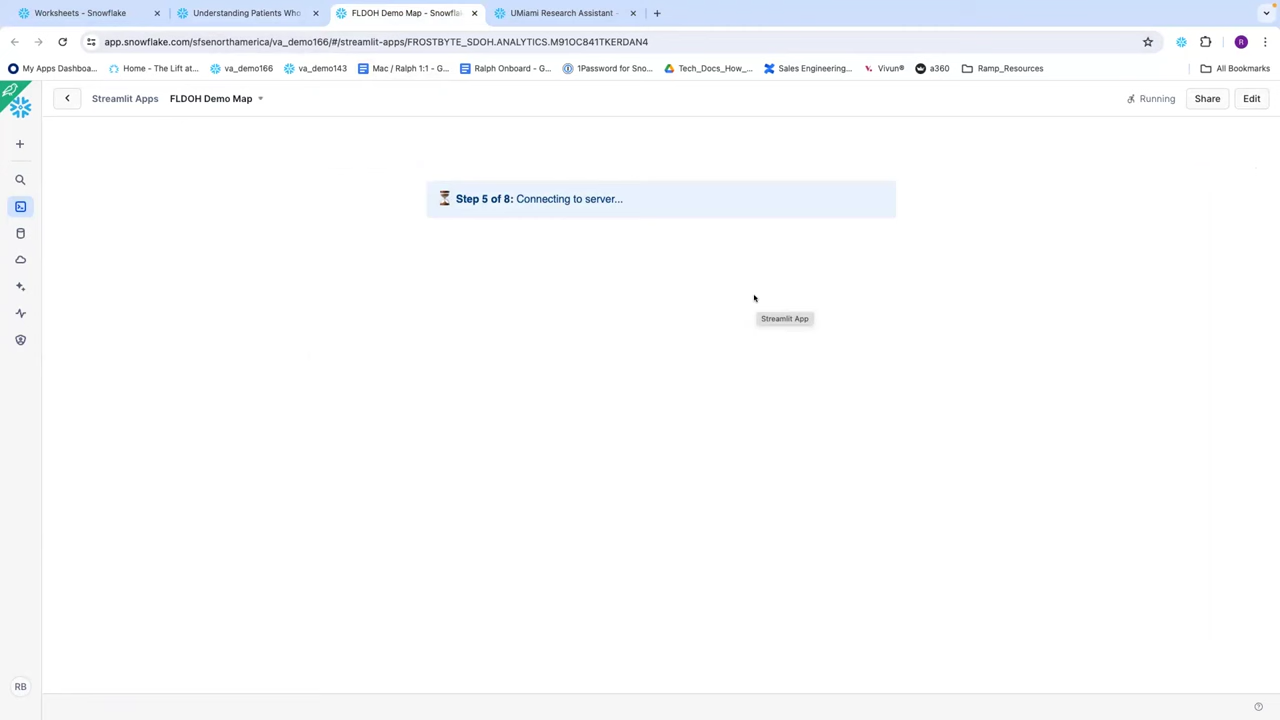 Worksheets - Snowflake
Understanding Patients Who
FLDOH Demo Map - Snowfla
UMiami Research Assistant -
app.snowflake.com/sfsenorthamerica/va_demo166/#/streamlit-apps/FROSTBYTE_SDOH.ANALYTICS.M91OC841TKERDAN4
R
My Apps Dashboa...
Home - The Lift at...
va_demo166
va_demo143
Mac / Ralph 1:1 - G...
Ralph Onboard - G...
1Password for Sno...
Tech_Docs_How_...
Sales Engineering...
Vivun®
a360
Ramp_Resources
All Bookmarks
Streamlit Apps
FLDOH Demo Map
Running
Share
Edit
Step 5 of 8: Connecting to server...
Streamlit App
RB